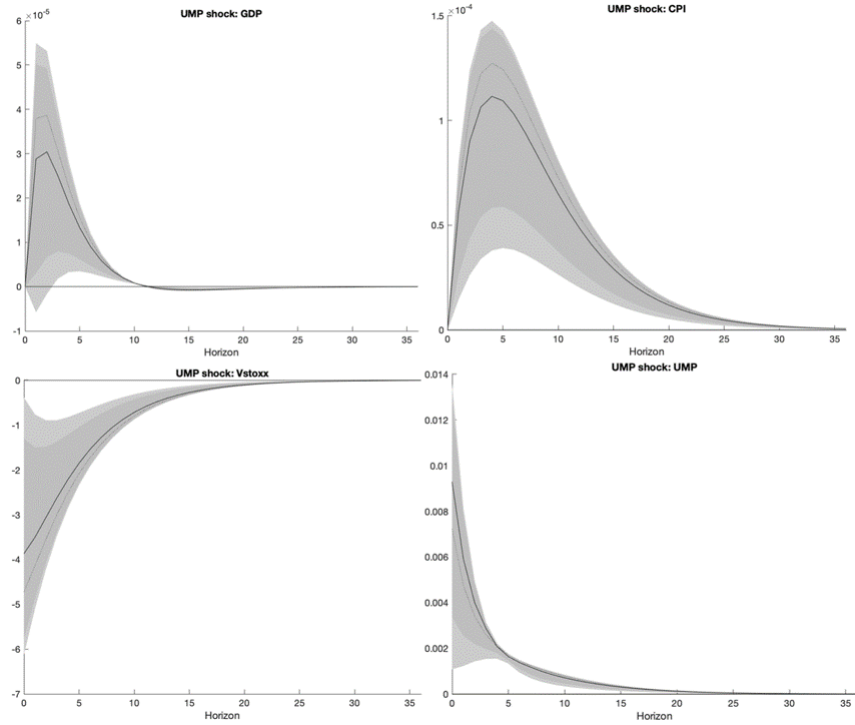 UMP shock: GDP
×10⁻⁵
6
5
4
3
2
1
0
-1
0 5 10 15 20 25 30 35
Horizon
UMP shock: CPI
×10⁻⁴
1.5
1
0.5
0
0 5 10 15 20 25 30 35
Horizon
UMP shock: Vstoxx
0
-1
-2
-3
-4
-5
-6
-7
0 5 10 15 20 25 30 35
Horizon
UMP shock: UMP
0.014
0.012
0.01
0.008
0.006
0.004
0.002
0
0 5 10 15 20 25 30 35
Horizon